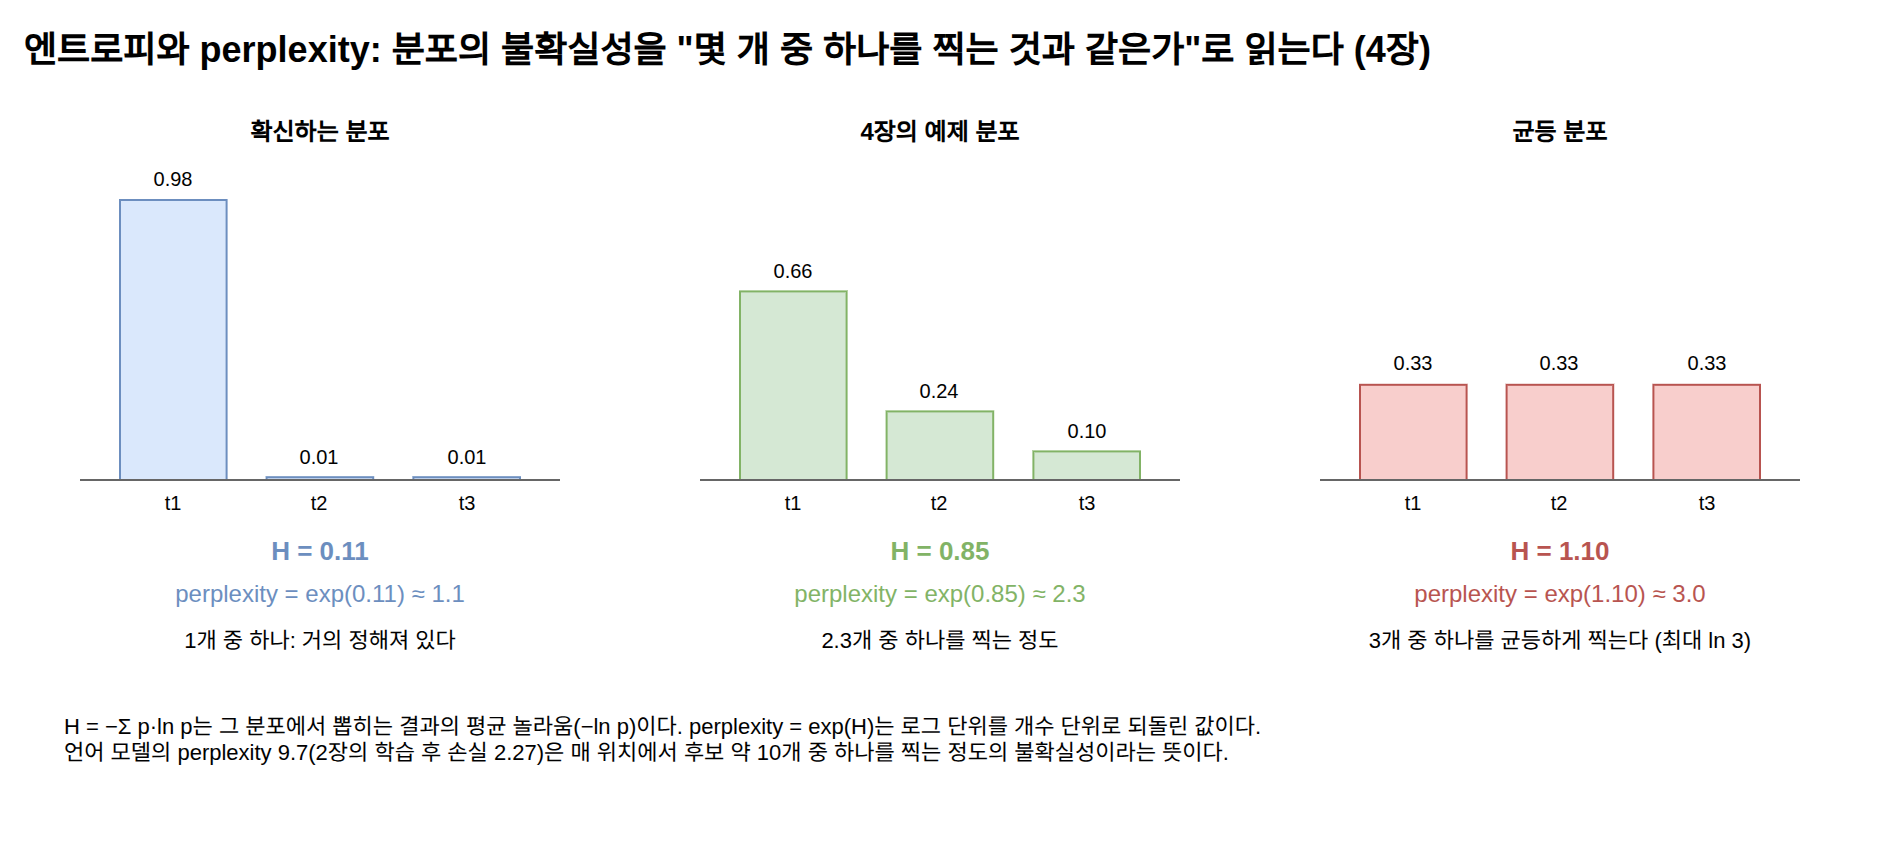 엔트로피와 perplexity: 분포의 불확실성을 "몇 개 중 하나를 찍는 것과 같은가"로 읽는다 (4장)
확신하는 분포
4장의 예제 분포
균등 분포
0.98
0.01
0.01
t1
t2
t3
0.66
0.24
0.10
t1
t2
t3
0.33
0.33
0.33
t1
t2
t3
H = 0.11
perplexity = exp(0.11) ≈ 1.1
1개 중 하나: 거의 정해져 있다
H = 0.85
perplexity = exp(0.85) ≈ 2.3
2.3개 중 하나를 찍는 정도
H = 1.10
perplexity = exp(1.10) ≈ 3.0
3개 중 하나를 균등하게 찍는다 (최대 ln 3)
H = −Σ p·ln p는 그 분포에서 뽑히는 결과의 평균 놀라움(−ln p)이다. perplexity = exp(H)는 로그 단위를 개수 단위로 되돌린 값이다.
언어 모델의 perplexity 9.7(2장의 학습 후 손실 2.27)은 매 위치에서 후보 약 10개 중 하나를 찍는 정도의 불확실성이라는 뜻이다.